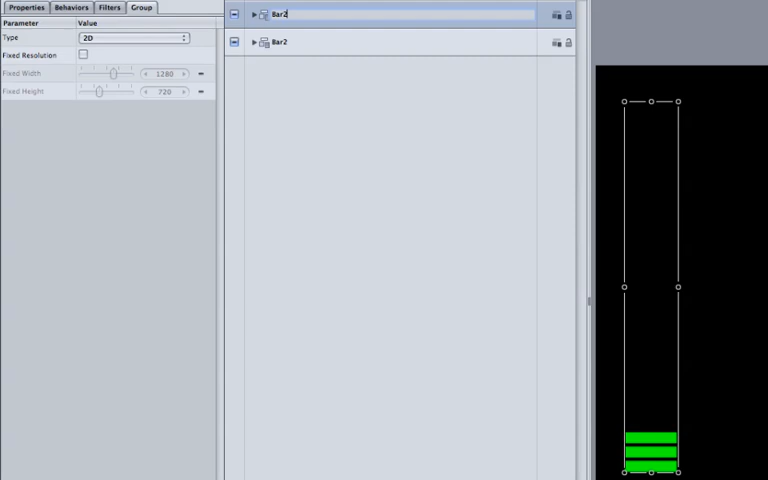 Properties Behaviors Filters Group
Parameter Value
Type 2D
Fixed Resolution
Fixed Width 1280
Fixed Height 720
Bar2
Bar2